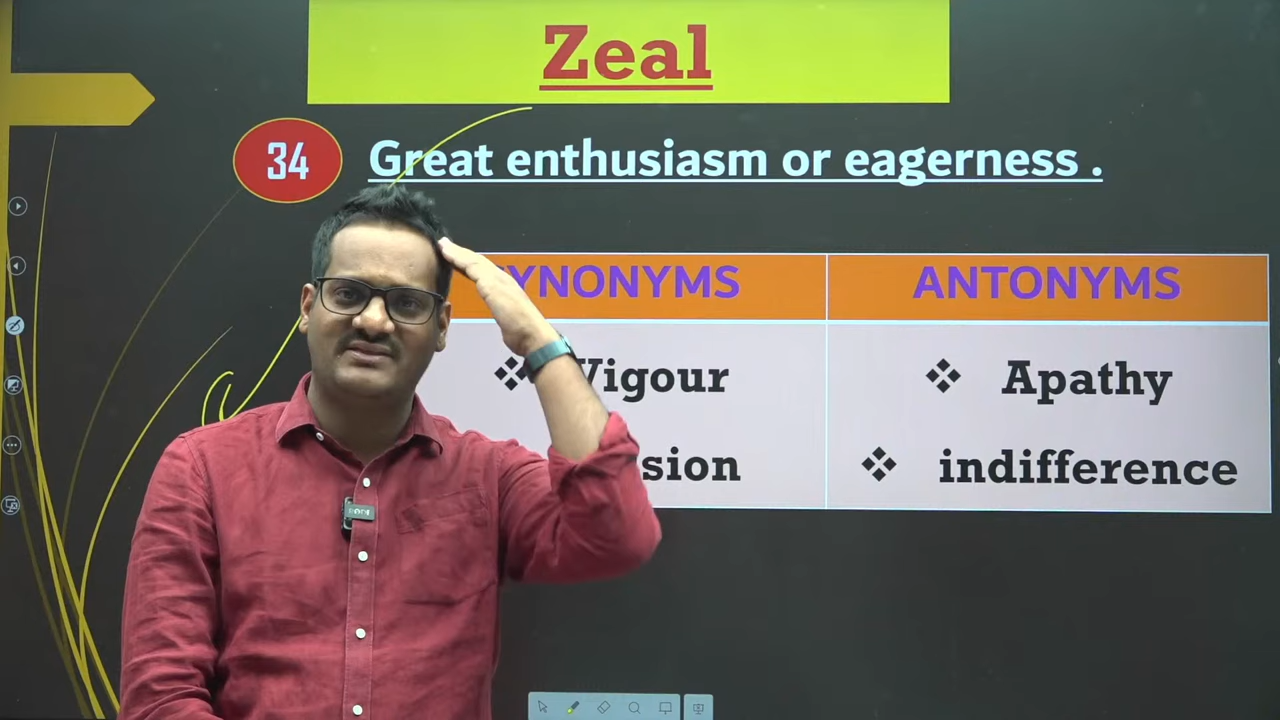 Zeal
34 Great enthusiasm or eagerness .
ANTONYMS
Vigour Apathy
indifference